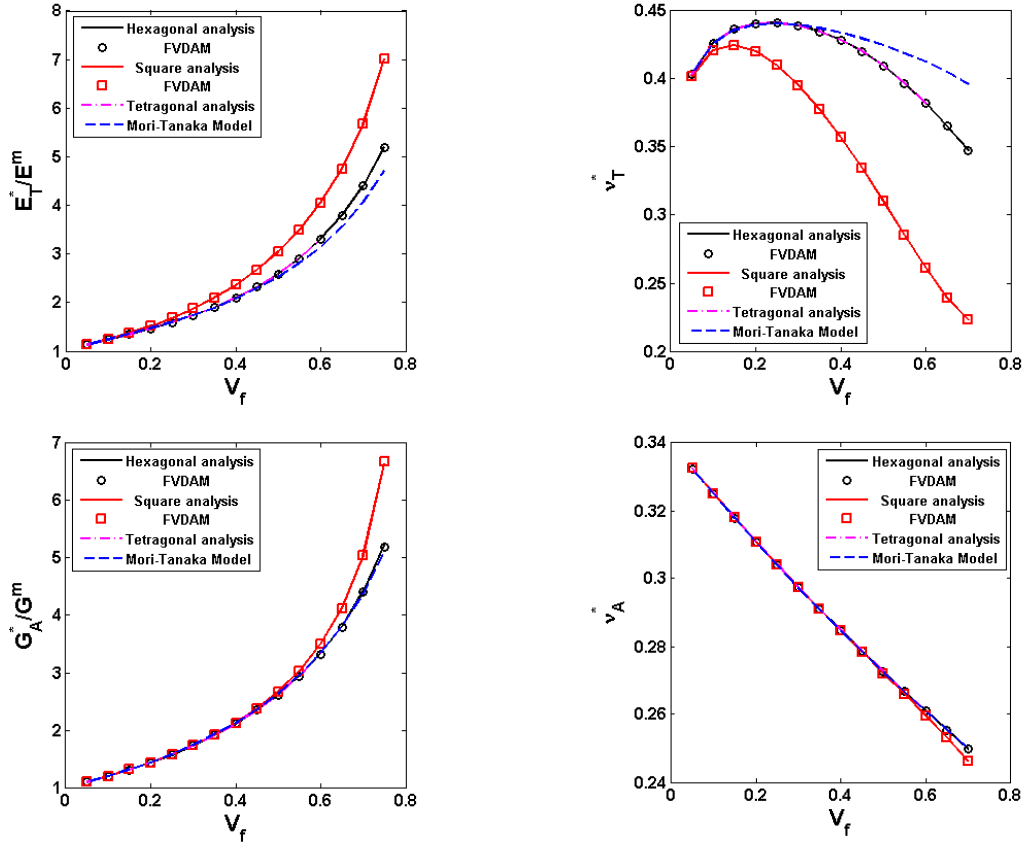 8
7
6
5
4
3
2
1
0
0.2
0.4
0.6
0.8
E*T/Em
Vf
Hexagonal analysis
FVDAM
Square analysis
FVDAM
Tetragonal analysis
Mori-Tanaka Model
0.45
0.4
0.35
0.3
0.25
0.2
0
0.2
0.4
0.6
0.8
ν*T
Vf
Hexagonal analysis
FVDAM
Square analysis
FVDAM
Tetragonal analysis
Mori-Tanaka Model
7
6
5
4
3
2
1
0
0.2
0.4
0.6
0.8
G*A/Gm
Vf
Hexagonal analysis
FVDAM
Square analysis
FVDAM
Tetragonal analysis
Mori-Tanaka Model
0.34
0.32
0.3
0.28
0.26
0.24
0
0.2
0.4
0.6
0.8
ν*A
Vf
Hexagonal analysis
FVDAM
Square analysis
FVDAM
Tetragonal analysis
Mori-Tanaka Model